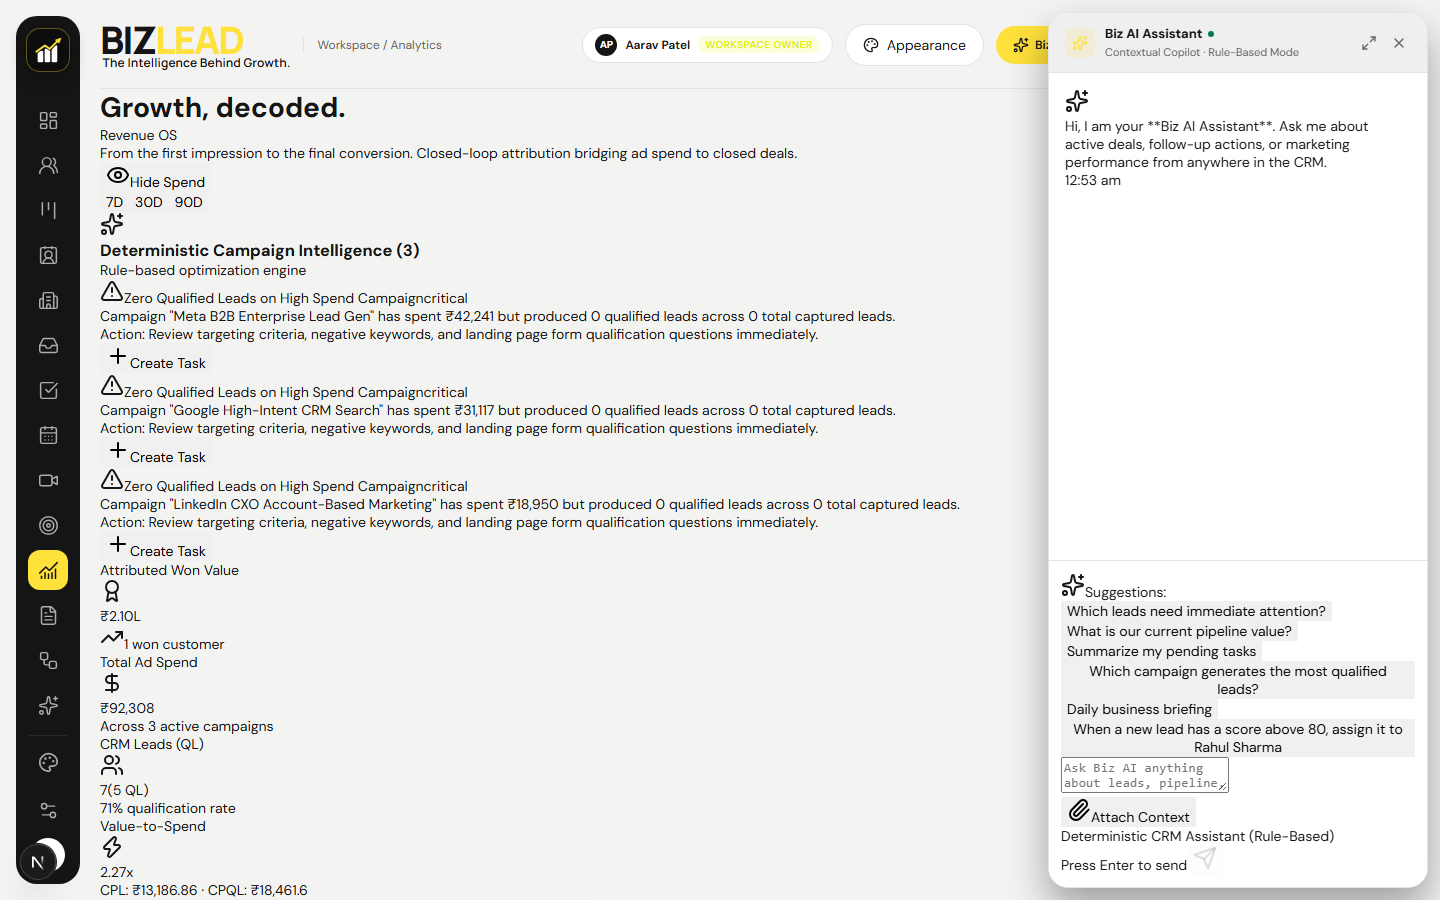 BIZLEAD
The Intelligence Behind Growth.
Workspace / Analytics
AP Aarav Patel WORKSPACE OWNER
Appearance
Biz
Growth, decoded.
Revenue OS
From the first impression to the final conversion. Closed-loop attribution bridging ad spend to closed deals.
Hide Spend
7D 30D 90D
Deterministic Campaign Intelligence (3)
Rule-based optimization engine
Zero Qualified Leads on High Spend Campaigncritical
Campaign "Meta B2B Enterprise Lead Gen" has spent ₹42,241 but produced 0 qualified leads across 0 total captured leads.
Action: Review targeting criteria, negative keywords, and landing page form qualification questions immediately.
Create Task
Zero Qualified Leads on High Spend Campaigncritical
Campaign "Google High-Intent CRM Search" has spent ₹31,117 but produced 0 qualified leads across 0 total captured leads.
Action: Review targeting criteria, negative keywords, and landing page form qualification questions immediately.
Create Task
Zero Qualified Leads on High Spend Campaigncritical
Campaign "LinkedIn CXO Account-Based Marketing" has spent ₹18,950 but produced 0 qualified leads across 0 total captured leads.
Action: Review targeting criteria, negative keywords, and landing page form qualification questions immediately.
Create Task
Attributed Won Value
₹2.10L
1 won customer
Total Ad Spend
₹92,308
Across 3 active campaigns
CRM Leads (QL)
7(5 QL)
71% qualification rate
Value-to-Spend
2.27x
CPL: ₹13,186.86 · CPQL: ₹18,461.6
N
Biz AI Assistant
Contextual Copilot · Rule-Based Mode
Hi, I am your **Biz AI Assistant**. Ask me about
active deals, follow-up actions, or marketing
performance from anywhere in the CRM.
12:53 am
Suggestions:
Which leads need immediate attention?
What is our current pipeline value?
Summarize my pending tasks
Which campaign generates the most qualified
leads?
Daily business briefing
When a new lead has a score above 80, assign it to
Rahul Sharma
Ask Biz AI anything
about leads, pipeline,
Attach Context
Deterministic CRM Assistant (Rule-Based)
Press Enter to send